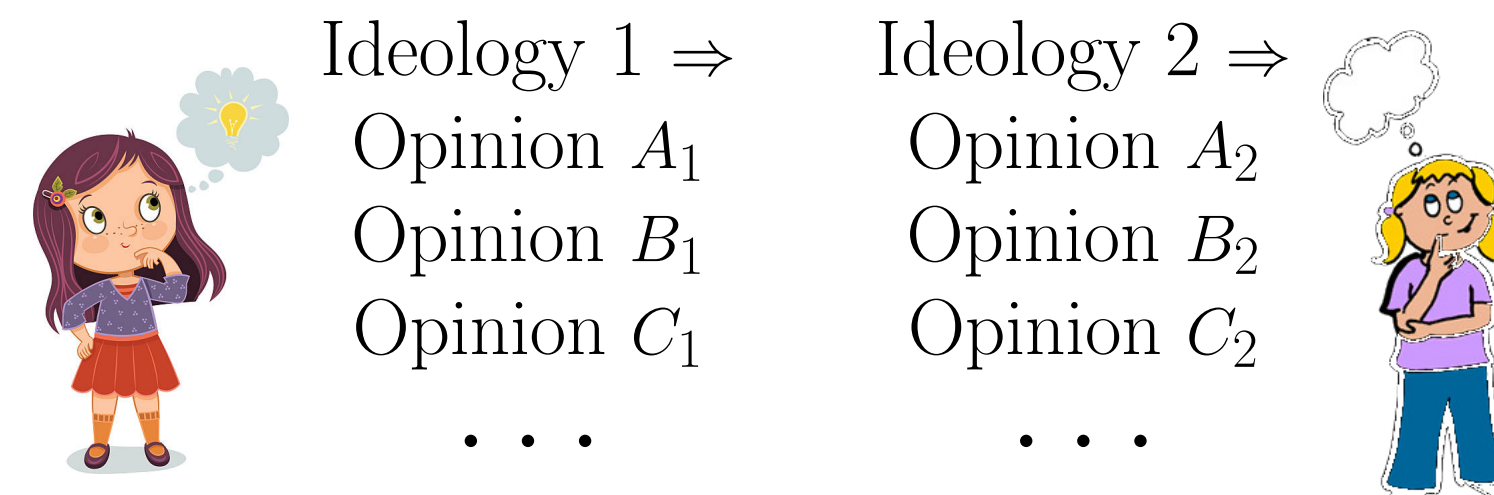 Ideology 1 ⇒
Opinion A₁
Opinion B₁
Opinion C₁
. . .
Ideology 2 ⇒
Opinion A₂
Opinion B₂
Opinion C₂
. . .